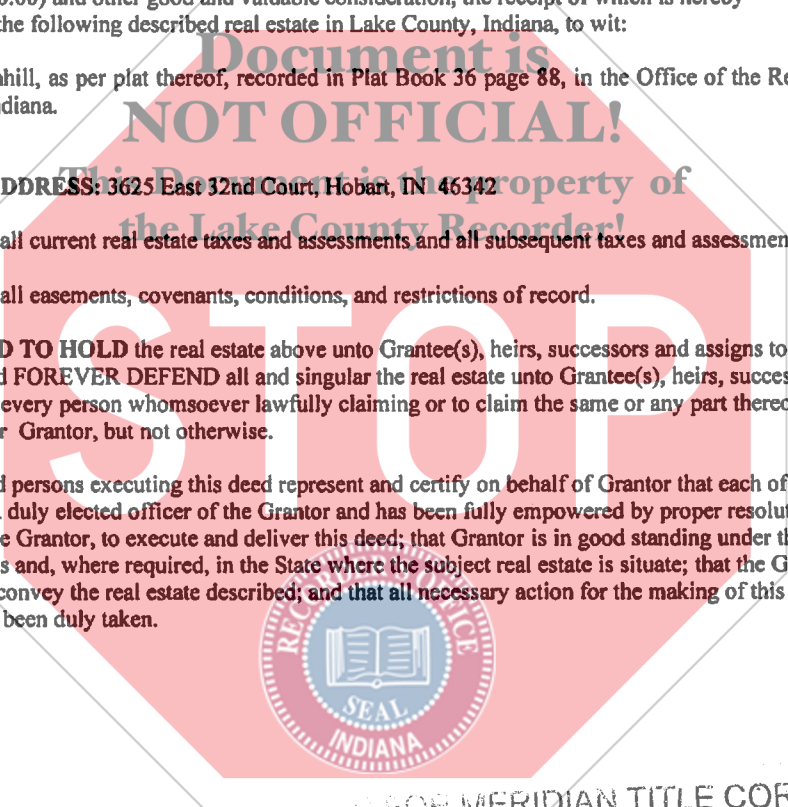 0.00) and other good and valuable consideration, the receipt of which is hereby
the following described real estate in Lake County, Indiana, to wit:
Document is
hill, as per plat thereof, recorded in Plat Book 36 page 88, in the Office of the Re
diana.
NOT OFFICIAL!
This Document is the property of
DDRESS: 3625 East 32nd Court, Hobart, IN 46342
the Lake County Recorder!
all current real estate taxes and assessments and all subsequent taxes and assessmen
all easements, covenants, conditions, and restrictions of record.
STOP
D TO HOLD the real estate above unto Grantee(s), heirs, successors and assigns to
d FOREVER DEFEND all and singular the real estate unto Grantee(s), heirs, succes
every person whomsoever lawfully claiming or to claim the same or any part thereo
r Grantor, but not otherwise.
d persons executing this deed represent and certify on behalf of Grantor that each of
duly elected officer of the Grantor and has been fully empowered by proper resolut
e Grantor, to execute and deliver this deed; that Grantor is in good standing under th
s and, where required, in the State where the subject real estate is situate; that the G
convey the real estate described; and that all necessary action for the making of this
been duly taken.
RECORDER'S OFFICE
SEAL
INDIANA
FOR MERIDIAN TITLE COR